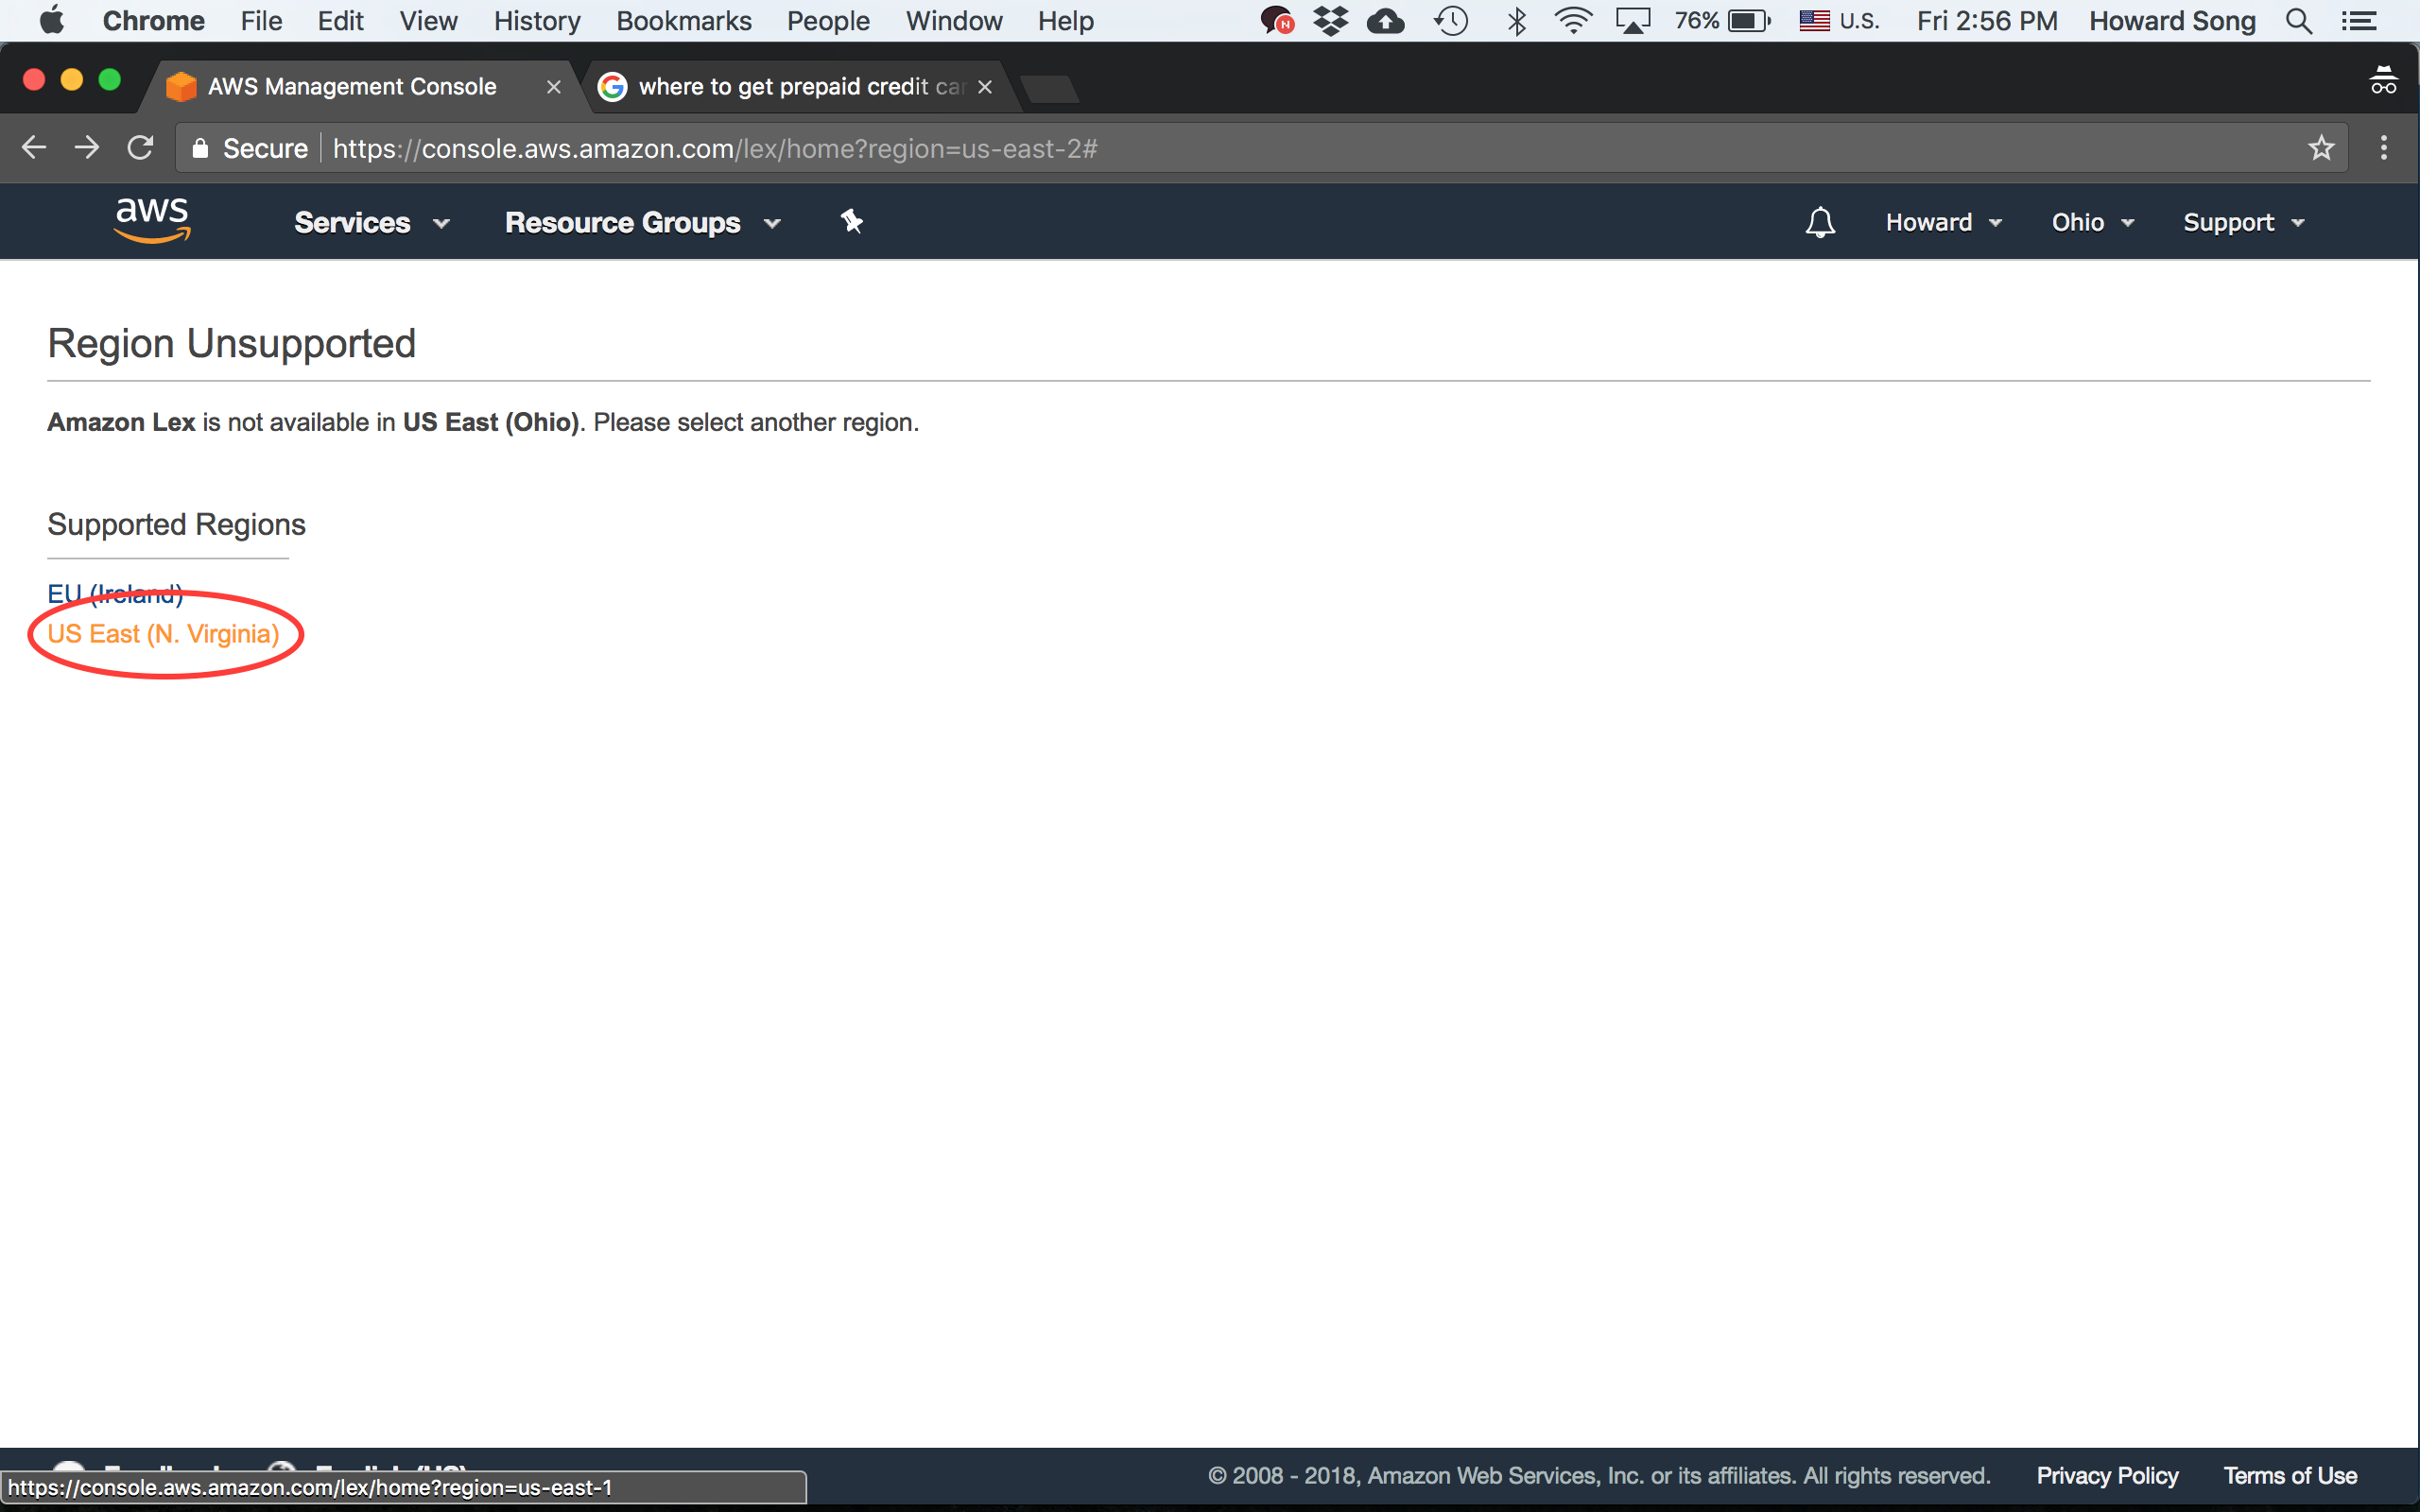 Chrome File Edit View History Bookmarks People Window Help 76% U.S. Fri 2:56 PM Howard Song
AWS Management Console where to get prepaid credit car
Secure https://console.aws.amazon.com/lex/home?region=us-east-2#
aws Services Resource Groups Howard Ohio Support
Region Unsupported
Amazon Lex is not available in US East (Ohio). Please select another region.
Supported Regions
EU (Ireland)
US East (N. Virginia)
© 2008 - 2018, Amazon Web Services, Inc. or its affiliates. All rights reserved. Privacy Policy Terms of Use
https://console.aws.amazon.com/lex/home?region=us-east-1